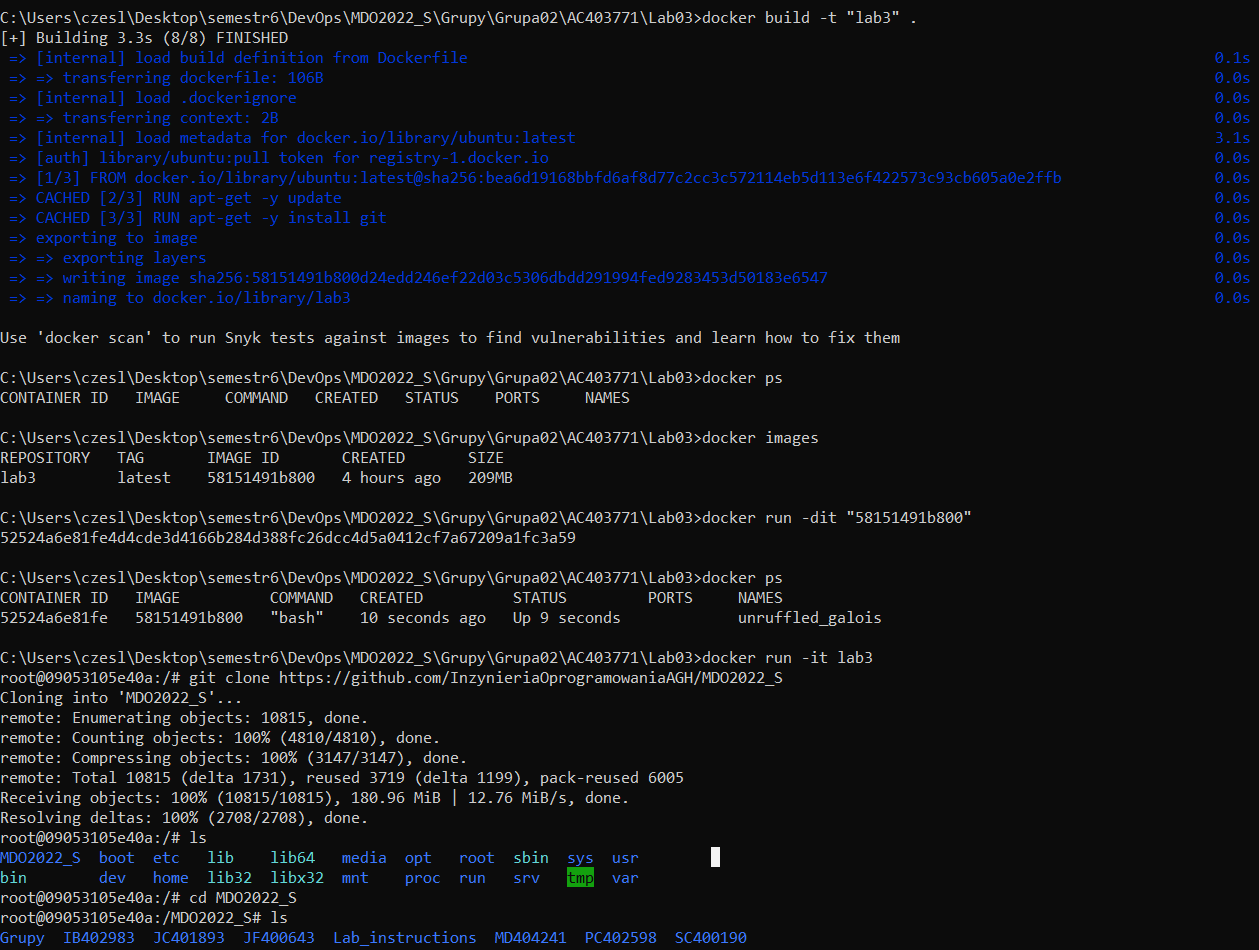 C:\Users\czesl\Desktop\semestr6\DevOps\MDO2022_S\Grupy\Grupa02\AC403771\Lab03>docker build -t "lab3" .
[+] Building 3.3s (8/8) FINISHED
=> [internal] load build definition from Dockerfile 0.1s
=> => transferring dockerfile: 106B 0.0s
=> [internal] load .dockerignore 0.0s
=> => transferring context: 2B 0.0s
=> [internal] load metadata for docker.io/library/ubuntu:latest 3.1s
=> [auth] library/ubuntu:pull token for registry-1.docker.io 0.0s
=> [1/3] FROM docker.io/library/ubuntu:latest@sha256:bea6d19168bbfd6af8d77c2cc3c572114eb5d113e6f422573c93cb605a0e2ffb 0.0s
=> CACHED [2/3] RUN apt-get -y update 0.0s
=> CACHED [3/3] RUN apt-get -y install git 0.0s
=> exporting to image 0.0s
=> => exporting layers 0.0s
=> => writing image sha256:58151491b800d24edd246ef22d03c5306dbdd291994fed9283453d50183e6547 0.0s
=> => naming to docker.io/library/lab3 0.0s
Use 'docker scan' to run Snyk tests against images to find vulnerabilities and learn how to fix them
C:\Users\czesl\Desktop\semestr6\DevOps\MDO2022_S\Grupy\Grupa02\AC403771\Lab03>docker ps
CONTAINER ID IMAGE COMMAND CREATED STATUS PORTS NAMES
C:\Users\czesl\Desktop\semestr6\DevOps\MDO2022_S\Grupy\Grupa02\AC403771\Lab03>docker images
REPOSITORY TAG IMAGE ID CREATED SIZE
lab3 latest 58151491b800 4 hours ago 209MB
C:\Users\czesl\Desktop\semestr6\DevOps\MDO2022_S\Grupy\Grupa02\AC403771\Lab03>docker run -dit "58151491b800"
52524a6e81fe4d4cde3d4166b284d388fc26dcc4d5a0412cf7a67209a1fc3a59
C:\Users\czesl\Desktop\semestr6\DevOps\MDO2022_S\Grupy\Grupa02\AC403771\Lab03>docker ps
CONTAINER ID IMAGE COMMAND CREATED STATUS PORTS NAMES
52524a6e81fe 58151491b800 "bash" 10 seconds ago Up 9 seconds unruffled_galois
C:\Users\czesl\Desktop\semestr6\DevOps\MDO2022_S\Grupy\Grupa02\AC403771\Lab03>docker run -it lab3
root@09053105e40a:/# git clone https://github.com/InzynieriaOprogramowaniaAGH/MDO2022_S
Cloning into 'MDO2022_S'...
remote: Enumerating objects: 10815, done.
remote: Counting objects: 100% (4810/4810), done.
remote: Compressing objects: 100% (3147/3147), done.
remote: Total 10815 (delta 1731), reused 3719 (delta 1199), pack-reused 6005
Receiving objects: 100% (10815/10815), 180.96 MiB | 12.76 MiB/s, done.
Resolving deltas: 100% (2708/2708), done.
root@09053105e40a:/# ls
MDO2022_S boot etc lib lib64 media opt root sbin sys usr
bin dev home lib32 libx32 mnt proc run srv tmp var
root@09053105e40a:/# cd MDO2022_S
root@09053105e40a:/MDO2022_S# ls
Grupy IB402983 JC401893 JF400643 Lab_instructions MD404241 PC402598 SC400190